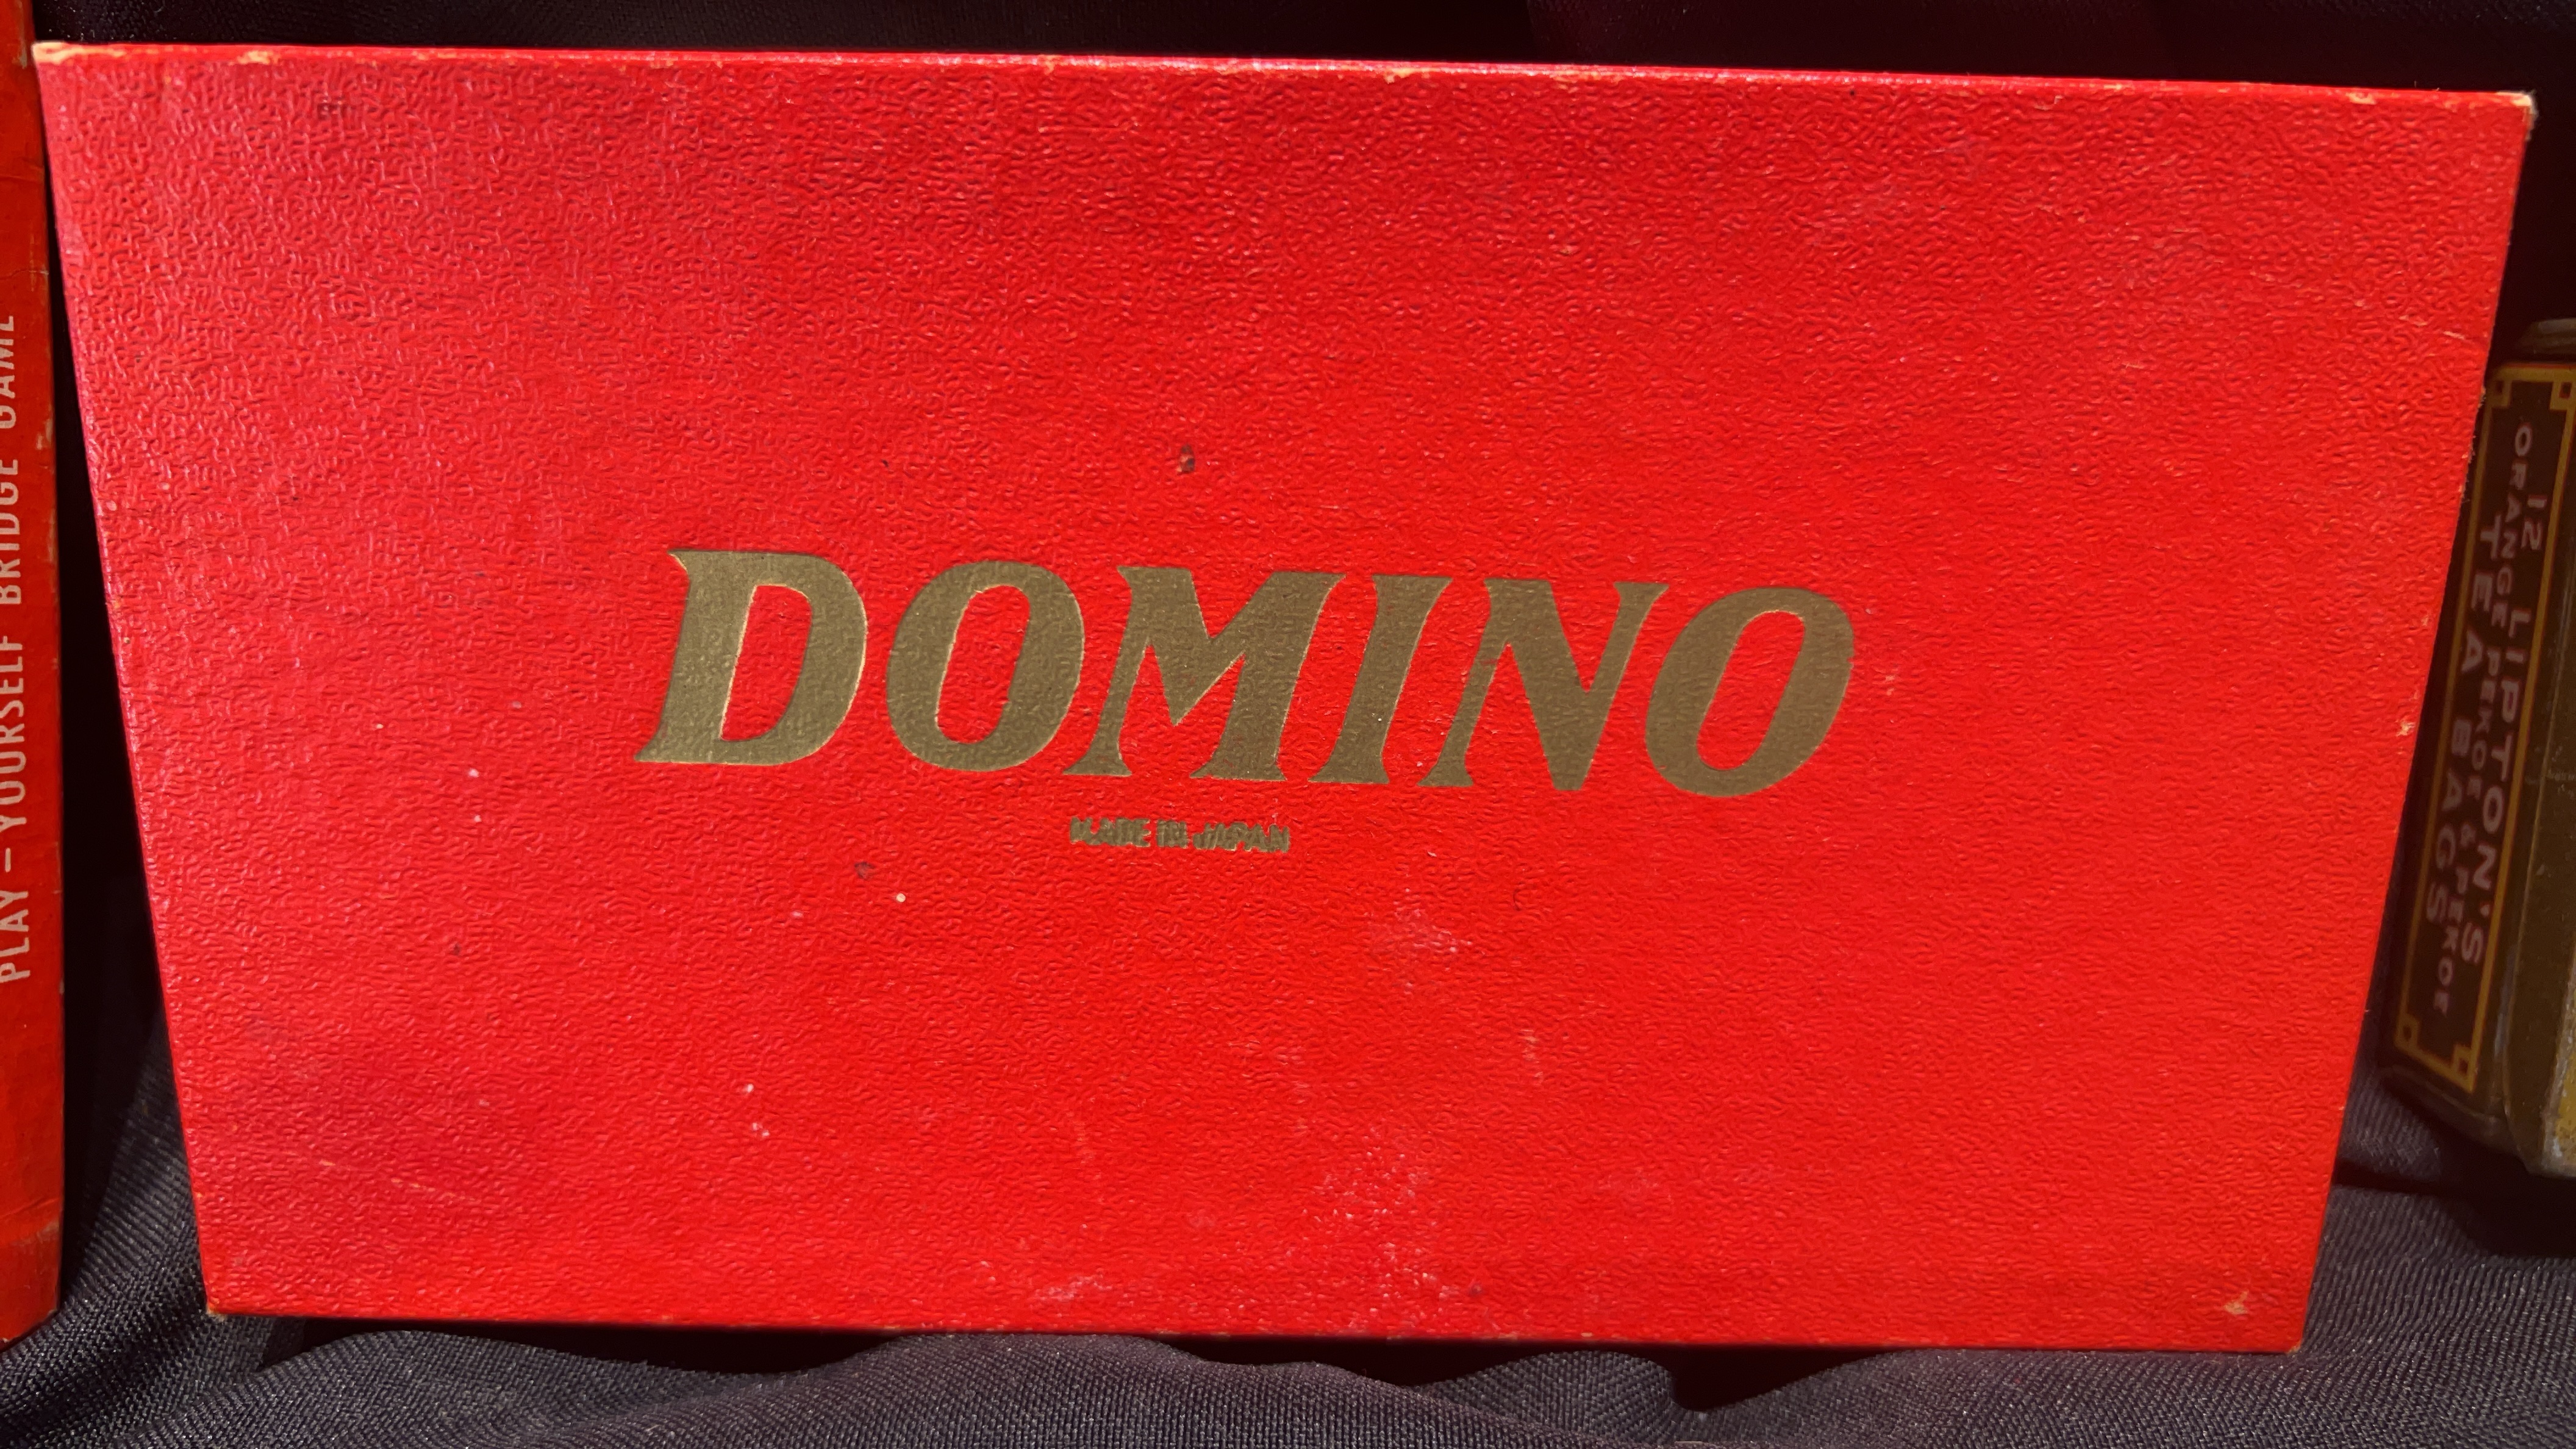 PLAY-YOURSELF BRIDGE GAME
DOMINO
MADE IN JAPAN
12 LIPTON'S
ORANGE PEKOE & PEKOE
TEA BAGS